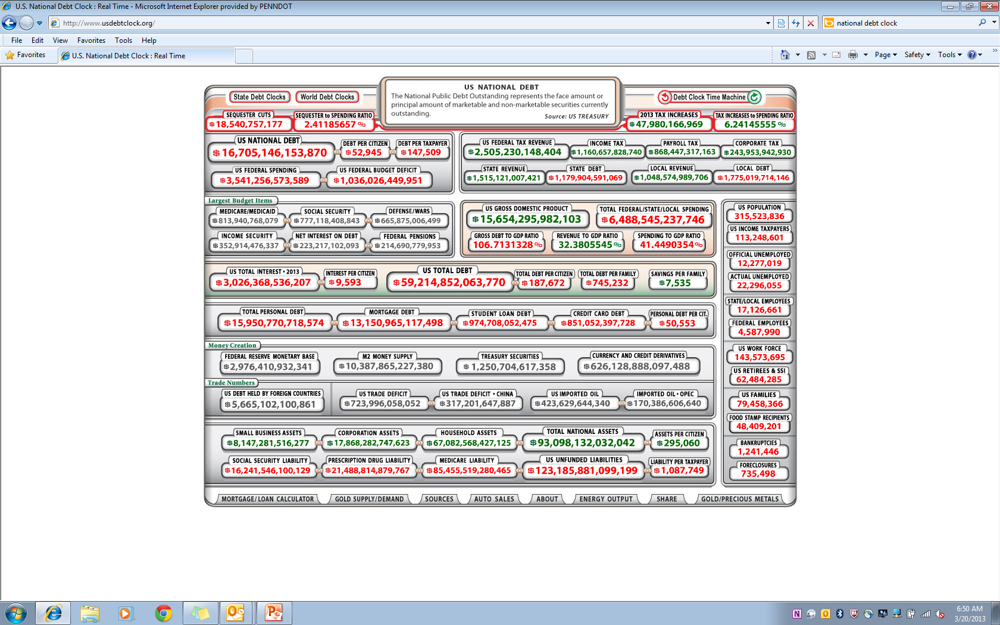 U.S. National Debt Clock : Real Time - Microsoft Internet Explorer provided by PENNDOT
http://www.usdebtclock.org/
national debt clock
File Edit View Favorites Tools Help
Favorites
U.S. National Debt Clock : Real Time
Page Safety Tools
State Debt Clocks World Debt Clocks
US NATIONAL DEBT
The National Public Debt Outstanding represents the face amount or
principal amount of marketable and non-marketable securities currently
outstanding.
Source: US TREASURY
Debt Clock Time Machine
SEQUESTER CUTS SEQUESTER to SPENDING RATIO 2013 TAX INCREASES TAX INCREASES to SPENDING RATIO
$18,540,757,177 2.41185657% $47,980,166,969 6.24145555%
US NATIONAL DEBT DEBT PER CITIZEN DEBT PER TAXPAYER
$16,705,146,153,870 $52,945 $147,509
US FEDERAL SPENDING US FEDERAL BUDGET DEFICIT
$3,541,256,573,589 $1,036,026,449,951
US FEDERAL TAX REVENUE INCOME TAX PAYROLL TAX CORPORATE TAX
$2,505,230,148,404 $1,160,657,828,740 $868,447,317,163 $243,953,942,930
STATE REVENUE STATE DEBT LOCAL REVENUE LOCAL DEBT
$1,515,121,007,421 $1,179,904,591,069 $1,048,574,989,706 $1,775,019,714,146
Largest Budget Items
MEDICARE/MEDICAID SOCIAL SECURITY DEFENSE/WARS
$813,940,768,079 $777,118,408,843 $665,875,006,499
INCOME SECURITY NET INTEREST ON DEBT FEDERAL PENSIONS
$352,914,476,337 $223,217,102,093 $214,690,779,953
US GROSS DOMESTIC PRODUCT TOTAL FEDERAL/STATE/LOCAL SPENDING
$15,654,295,982,103 $6,488,545,237,746
GROSS DEBT TO GDP RATIO REVENUE TO GDP RATIO SPENDING TO GDP RATIO
106.7131328% 32.3805545% 41.4490354%
US TOTAL INTEREST • 2013 INTEREST PER CITIZEN US TOTAL DEBT TOTAL DEBT PER CITIZEN TOTAL DEBT PER FAMILY SAVINGS PER FAMILY
$3,026,368,536,207 $9,593 $59,214,852,063,770 $187,672 $745,232 $7,535
TOTAL PERSONAL DEBT MORTGAGE DEBT STUDENT LOAN DEBT CREDIT CARD DEBT PERSONAL DEBT PER CIT.
$15,950,770,718,574 $13,150,965,117,498 $974,708,052,475 $851,052,397,728 $50,553
Money Creation
FEDERAL RESERVE MONETARY BASE M2 MONEY SUPPLY TREASURY SECURITIES CURRENCY AND CREDIT DERIVATIVES
$2,976,410,932,341 $10,387,865,227,380 $1,250,704,617,358 $626,128,888,097,488
Trade Numbers
US DEBT HELD BY FOREIGN COUNTRIES US TRADE DEFICIT US TRADE DEFICIT • CHINA US IMPORTED OIL IMPORTED OIL • OPEC
$5,665,102,100,861 $723,996,058,052 $317,201,647,887 $423,629,644,340 $170,386,606,640
SMALL BUSINESS ASSETS CORPORATION ASSETS HOUSEHOLD ASSETS TOTAL NATIONAL ASSETS ASSETS PER CITIZEN
$8,147,281,516,277 $17,868,282,747,623 $67,082,568,427,125 $93,098,132,032,042 $295,060
SOCIAL SECURITY LIABILITY PRESCRIPTION DRUG LIABILITY MEDICARE LIABILITY US UNFUNDED LIABILITIES LIABILITY PER TAXPAYER
$16,241,546,100,129 $21,488,814,879,767 $85,455,519,280,465 $123,185,881,099,199 $1,087,749
US POPULATION
315,523,836
US INCOME TAXPAYERS
113,248,601
OFFICIAL UNEMPLOYED
12,277,019
ACTUAL UNEMPLOYED
22,296,055
STATE/LOCAL EMPLOYEES
17,126,661
FEDERAL EMPLOYEES
4,587,990
US WORK FORCE
143,573,695
US RETIREES & SSI
62,484,285
US FAMILIES
79,458,366
FOOD STAMP RECIPIENTS
48,409,201
BANKRUPTCIES
1,241,446
FORECLOSURES
735,498
MORTGAGE/LOAN CALCULATOR GOLD SUPPLY/DEMAND SOURCES AUTO SALES ABOUT ENERGY OUTPUT SHARE GOLD/PRECIOUS METALS
6:50 AM
3/20/2013